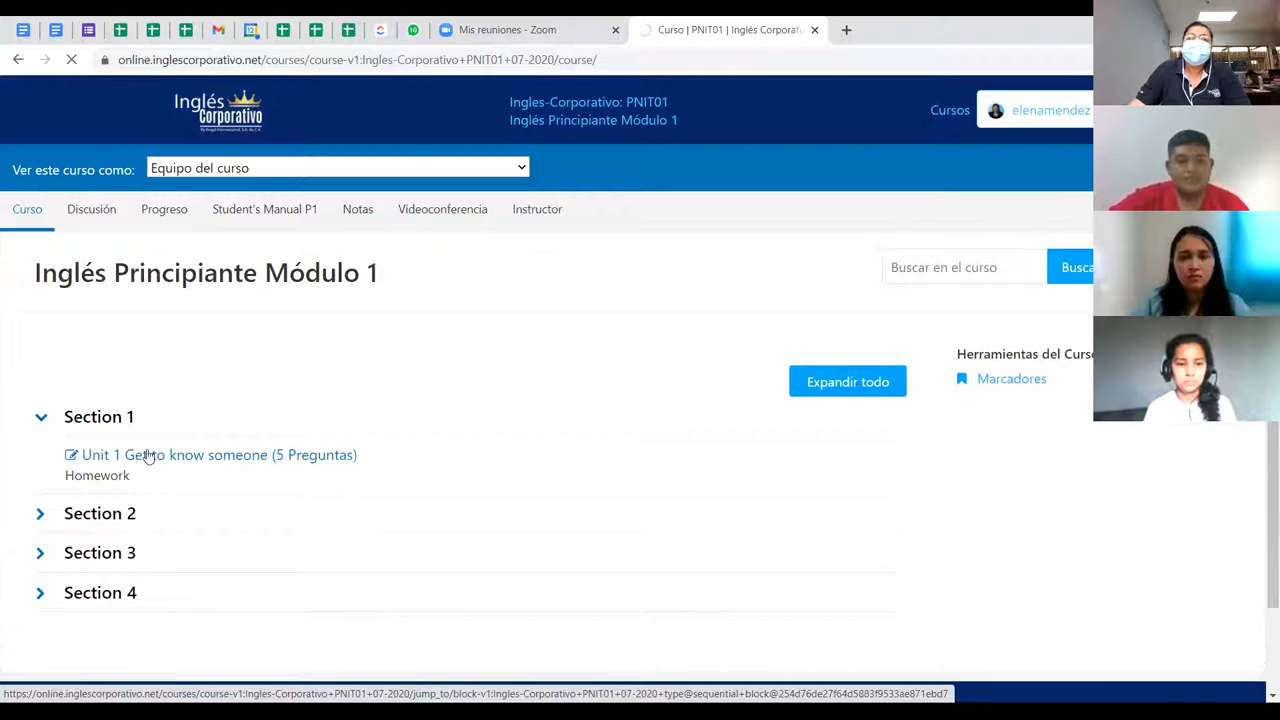 Mis reuniones - Zoom
Curso | PNIT01 | Inglés Corporati
online.inglescorporativo.net/courses/course-v1:Ingles-Corporativo+PNIT01+07-2020/course/
Inglés
Corporativo
Ingles-Corporativo: PNIT01
Inglés Principiante Módulo 1
Cursos
elenamendez
Ver este curso como:
Equipo del curso
Curso
Discusión
Progreso
Student's Manual P1
Notas
Videoconferencia
Instructor
Inglés Principiante Módulo 1
Buscar en el curso
Busca
Herramientas del Curs
Expandir todo
Marcadores
Section 1
Unit 1 Get to know someone (5 Preguntas)
Homework
Section 2
Section 3
Section 4
https://online.inglescorporativo.net/courses/course-v1:Ingles-Corporativo+PNIT01+07-2020/jump_to/block-v1:Ingles-Corporativo+PNIT01+07-2020+type@sequential+block@254d76de27f64d5883f9533ae871ebd7